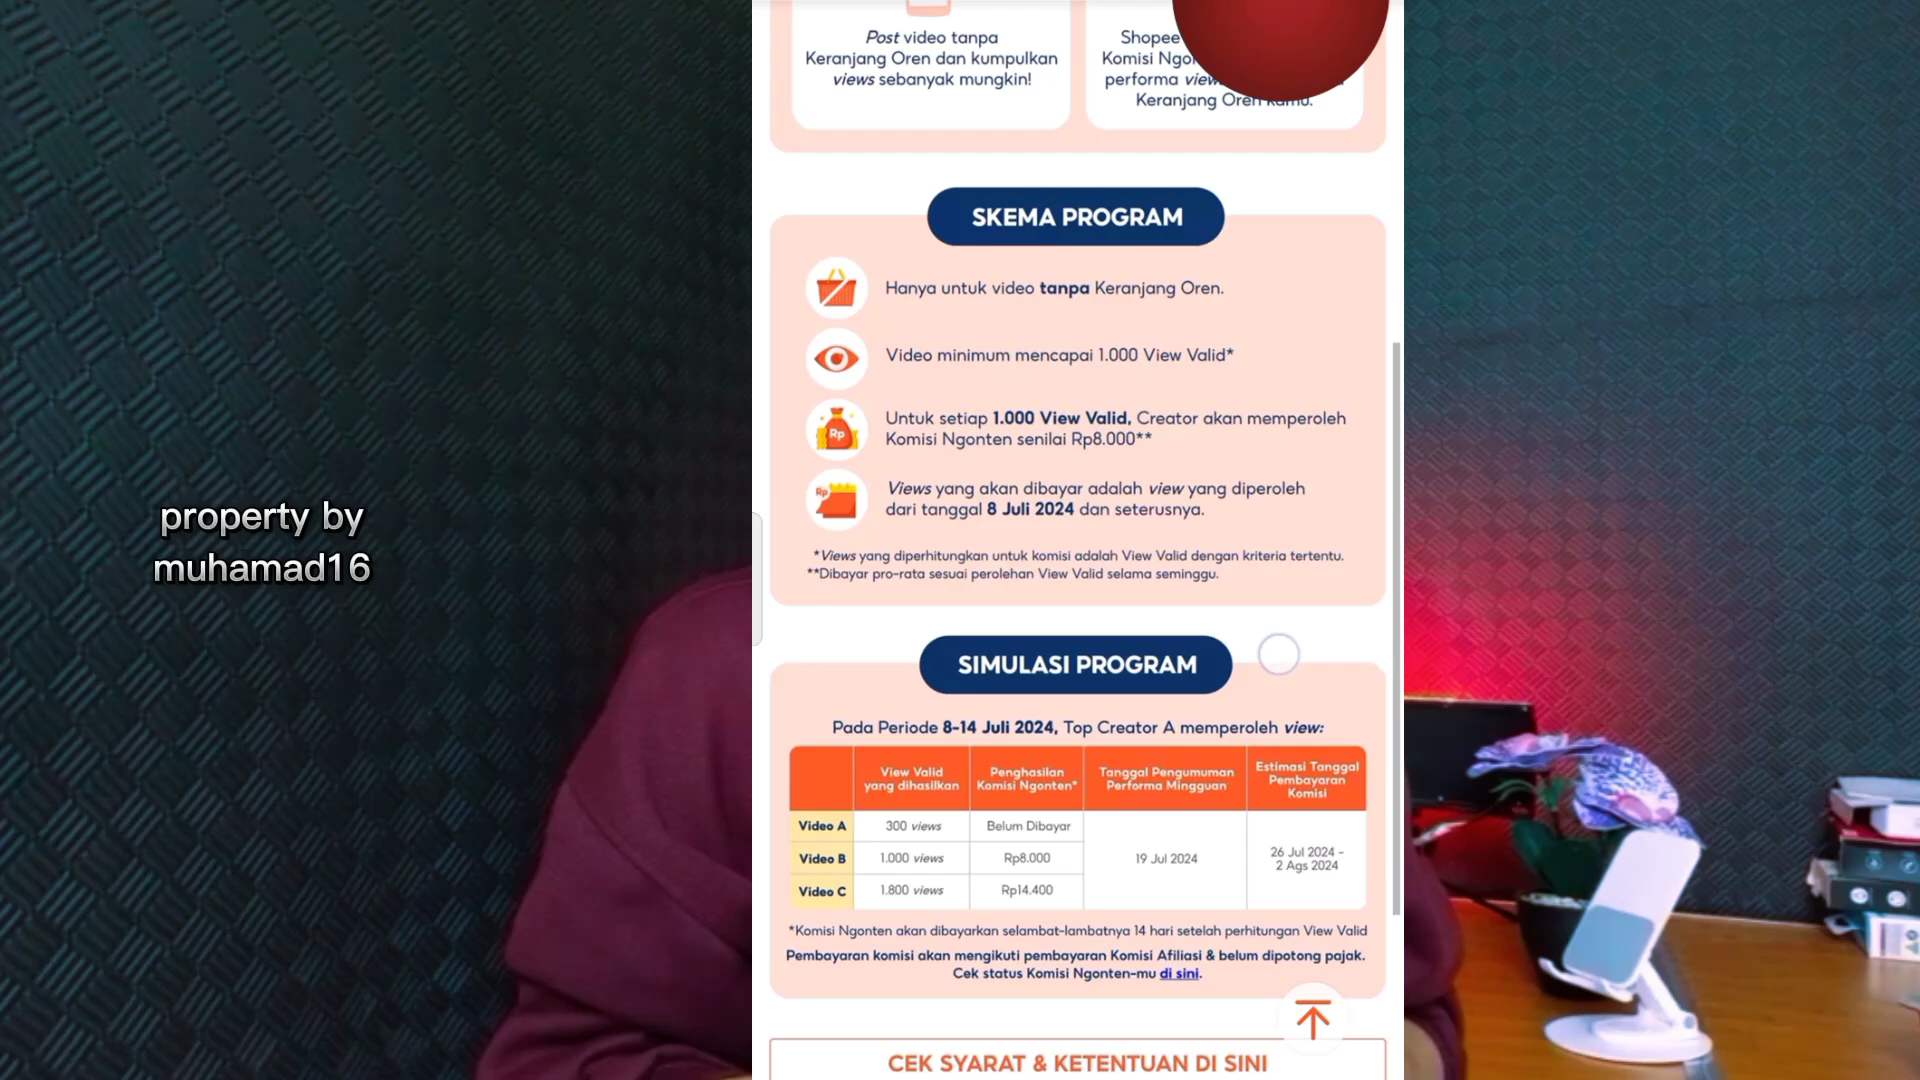 Post video tanpa
Keranjang Oren dan kumpulkan
views sebanyak mungkin!
Shopee
Komisi
performa
Keranjang Oren kamu.
SKEMA PROGRAM
Hanya untuk video tanpa Keranjang Oren.
Video minimum mencapai 1.000 View Valid*
Untuk setiap 1.000 View Valid, Creator akan memperoleh
Komisi Ngonten senilai Rp8.000**
Rp
Views yang akan dibayar adalah view yang diperoleh
dari tanggal 8 Juli 2024 dan seterusnya.
Rp
*Views yang diperhitungkan untuk komisi adalah View Valid dengan kriteria tertentu.
**Dibayar pro-rata sesuai perolehan View Valid selama seminggu.
property by
muhamad16
SIMULASI PROGRAM
Pada Periode 8-14 Juli 2024, Top Creator A memperoleh view:
View Valid
yang dihasilkan
Penghasilan
Komisi Ngonten*
Tanggal Pengumuman
Performa Mingguan
Estimasi Tanggal
Pembayaran
Komisi
Video A
300 views
Belum Dibayar
Video B
1.000 views
Rp8.000
Video C
1.800 views
Rp14.400
19 Jul 2024
26 Jul 2024 -
2 Ags 2024
*Komisi Ngonten akan dibayarkan selambat-lambatnya 14 hari setelah perhitungan View Valid
Pembayaran komisi akan mengikuti pembayaran Komisi Afiliasi & belum dipotong pajak.
Cek status Komisi Ngonten-mu di sini.
CEK SYARAT & KETENTUAN DI SINI